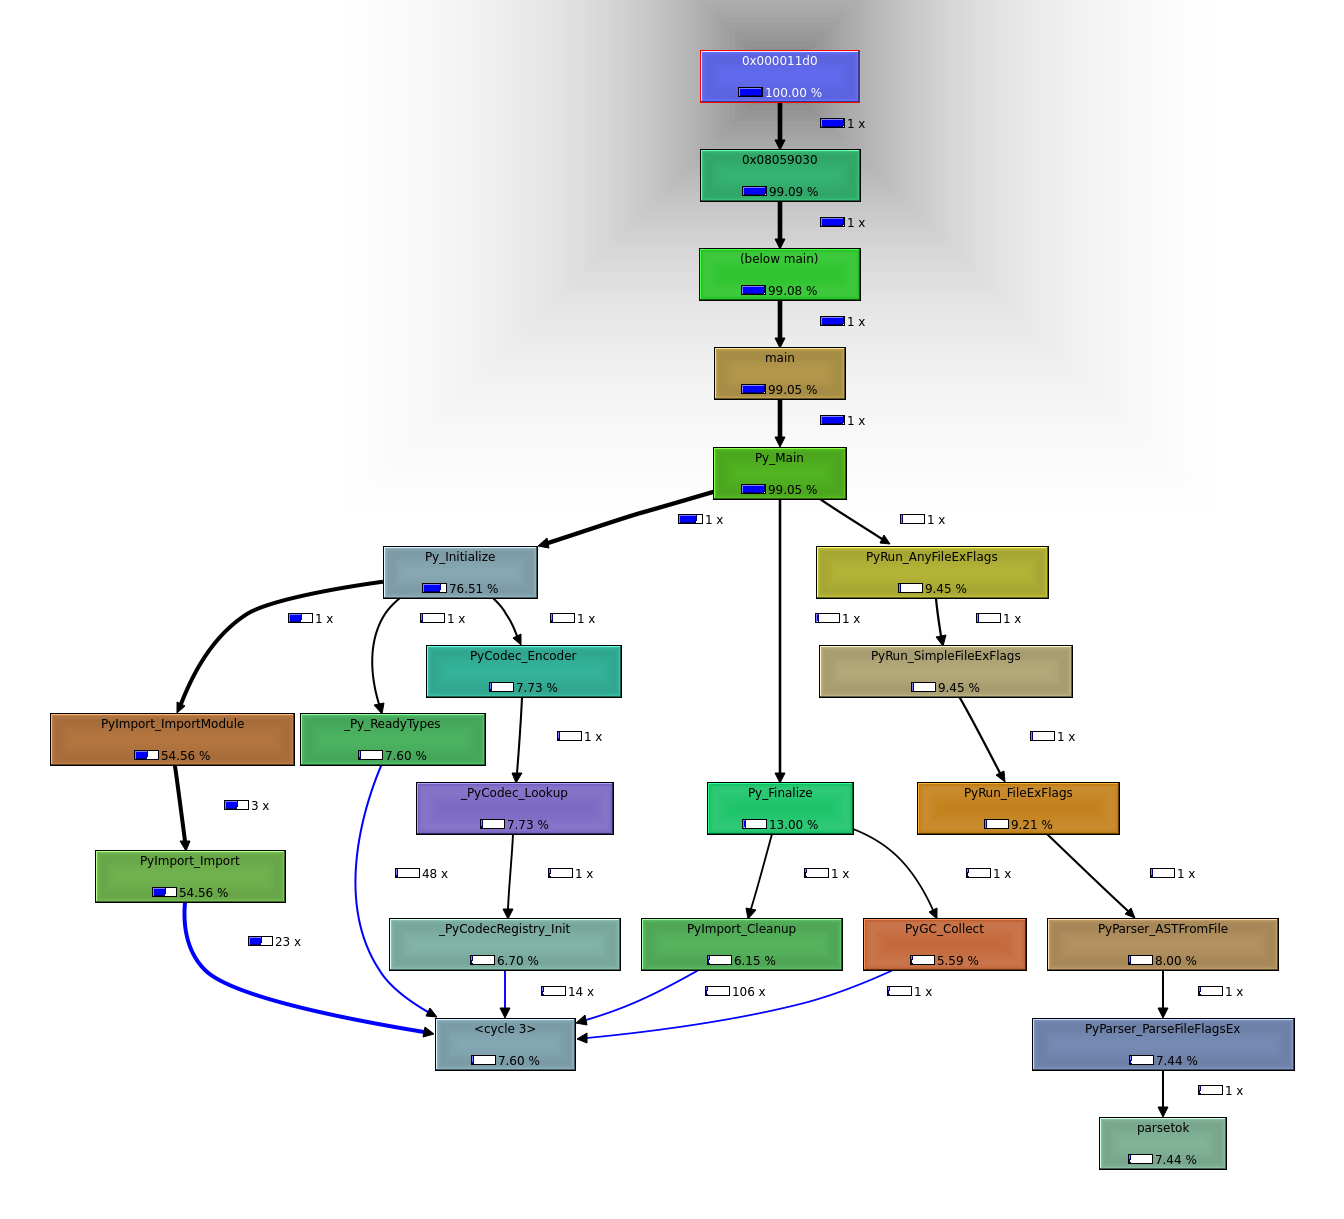 0x000011d0
100.00 %
1 x
0x08059030
99.09 %
1 x
(below main)
99.08 %
1 x
main
99.05 %
1 x
Py_Main
99.05 %
1 x
1 x
Py_Initialize
76.51 %
PyRun_AnyFileExFlags
9.45 %
1 x
1 x
1 x
1 x
1 x
PyCodec_Encoder
7.73 %
PyRun_SimpleFileExFlags
9.45 %
PyImport_ImportModule
54.56 %
_Py_ReadyTypes
7.60 %
1 x
1 x
3 x
_PyCodec_Lookup
7.73 %
Py_Finalize
13.00 %
PyRun_FileExFlags
9.21 %
PyImport_Import
54.56 %
48 x
1 x
1 x
1 x
1 x
23 x
_PyCodecRegistry_Init
6.70 %
PyImport_Cleanup
6.15 %
PyGC_Collect
5.59 %
PyParser_ASTFromFile
8.00 %
14 x
106 x
1 x
1 x
<cycle 3>
7.60 %
PyParser_ParseFileFlagsEx
7.44 %
1 x
parsetok
7.44 %